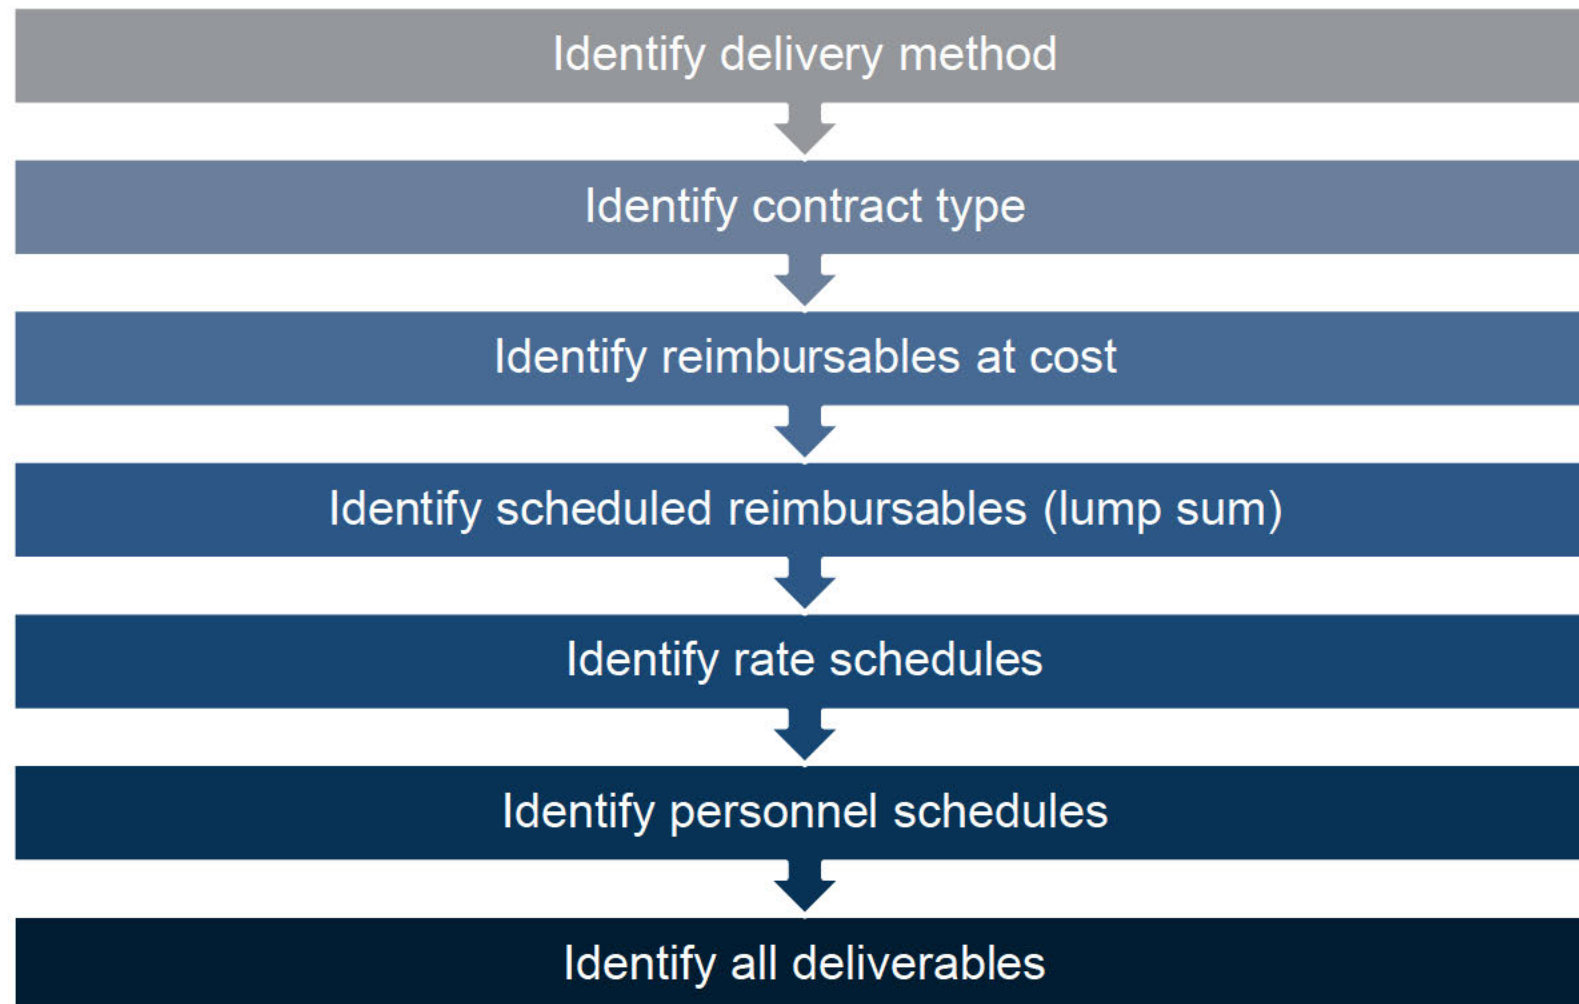 Identify delivery method
Identify contract type
Identify reimbursables at cost
Identify scheduled reimbursables (lump sum)
Identify rate schedules
Identify personnel schedules
Identify all deliverables